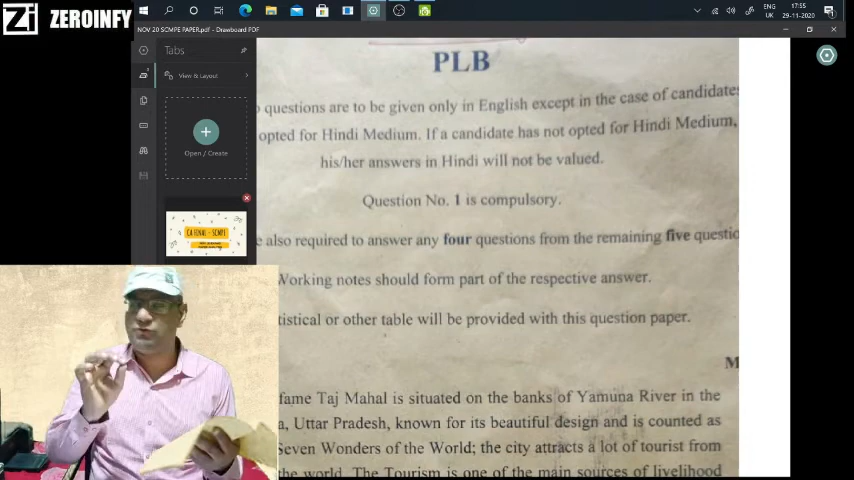 ZEROINFY
ENG
UK
17:55
29-11-2020
NOV 20 SCMPE PAPER.pdf - Drawboard PDF
Tabs
View & Layout
Open / Create
CA FINAL - SCMPE
PLB
questions are to be given only in English except in the case of candidates
opted for Hindi Medium. If a candidate has not opted for Hindi Medium,
his/her answers in Hindi will not be valued.
Question No. 1 is compulsory.
e also required to answer any four questions from the remaining five questio
Working notes should form part of the respective answer.
tistical or other table will be provided with this question paper.
M
fame Taj Mahal is situated on the banks of Yamuna River in the
a, Uttar Pradesh, known for its beautiful design and is counted as
Seven Wonders of the World; the city attracts a lot of tourist from
the world. The Tourism is one of the main sources of livelihood